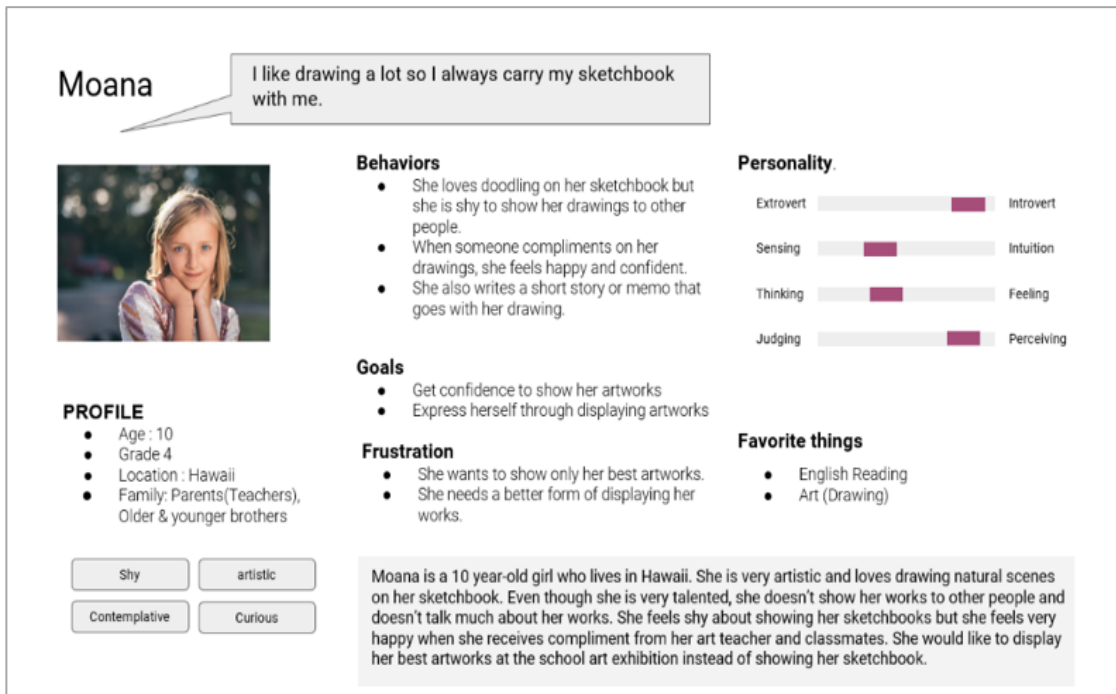 Moana
I like drawing a lot so I always carry my sketchbook
with me.
PROFILE
● Age : 10
● Grade 4
● Location : Hawaii
● Family: Parents(Teachers),
Older & younger brothers
Shy
artistic
Contemplative
Curious
Behaviors
● She loves doodling on her sketchbook but
she is shy to show her drawings to other
people.
● When someone compliments on her
drawings, she feels happy and confident.
● She also writes a short story or memo that
goes with her drawing.
Goals
● Get confidence to show her artworks
● Express herself through displaying artworks
Frustration
● She wants to show only her best artworks.
● She needs a better form of displaying her
works.
Personality.
Extrovert Introvert
Sensing Intuition
Thinking Feeling
Judging Perceiving
Favorite things
● English Reading
● Art (Drawing)
Moana is a 10 year-old girl who lives in Hawaii. She is very artistic and loves drawing natural scenes
on her sketchbook. Even though she is very talented, she doesn't show her works to other people and
doesn't talk much about her works. She feels shy about showing her sketchbooks but she feels very
happy when she receives compliment from her art teacher and classmates. She would like to display
her best artworks at the school art exhibition instead of showing her sketchbook.